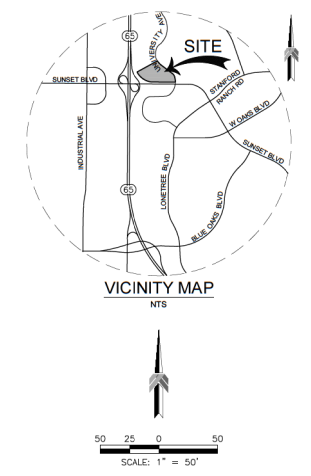 65
UNIVERSITY AVE
SITE
SUNSET BLVD
STANFORD
RANCH RD
W OAKS BLVD
INDUSTRIAL AVE
SUNSET BLVD
LONETREE BLVD
65
BLUE OAKS BLVD
VICINITY MAP
NTS
50 25 0 50
SCALE: 1" = 50'